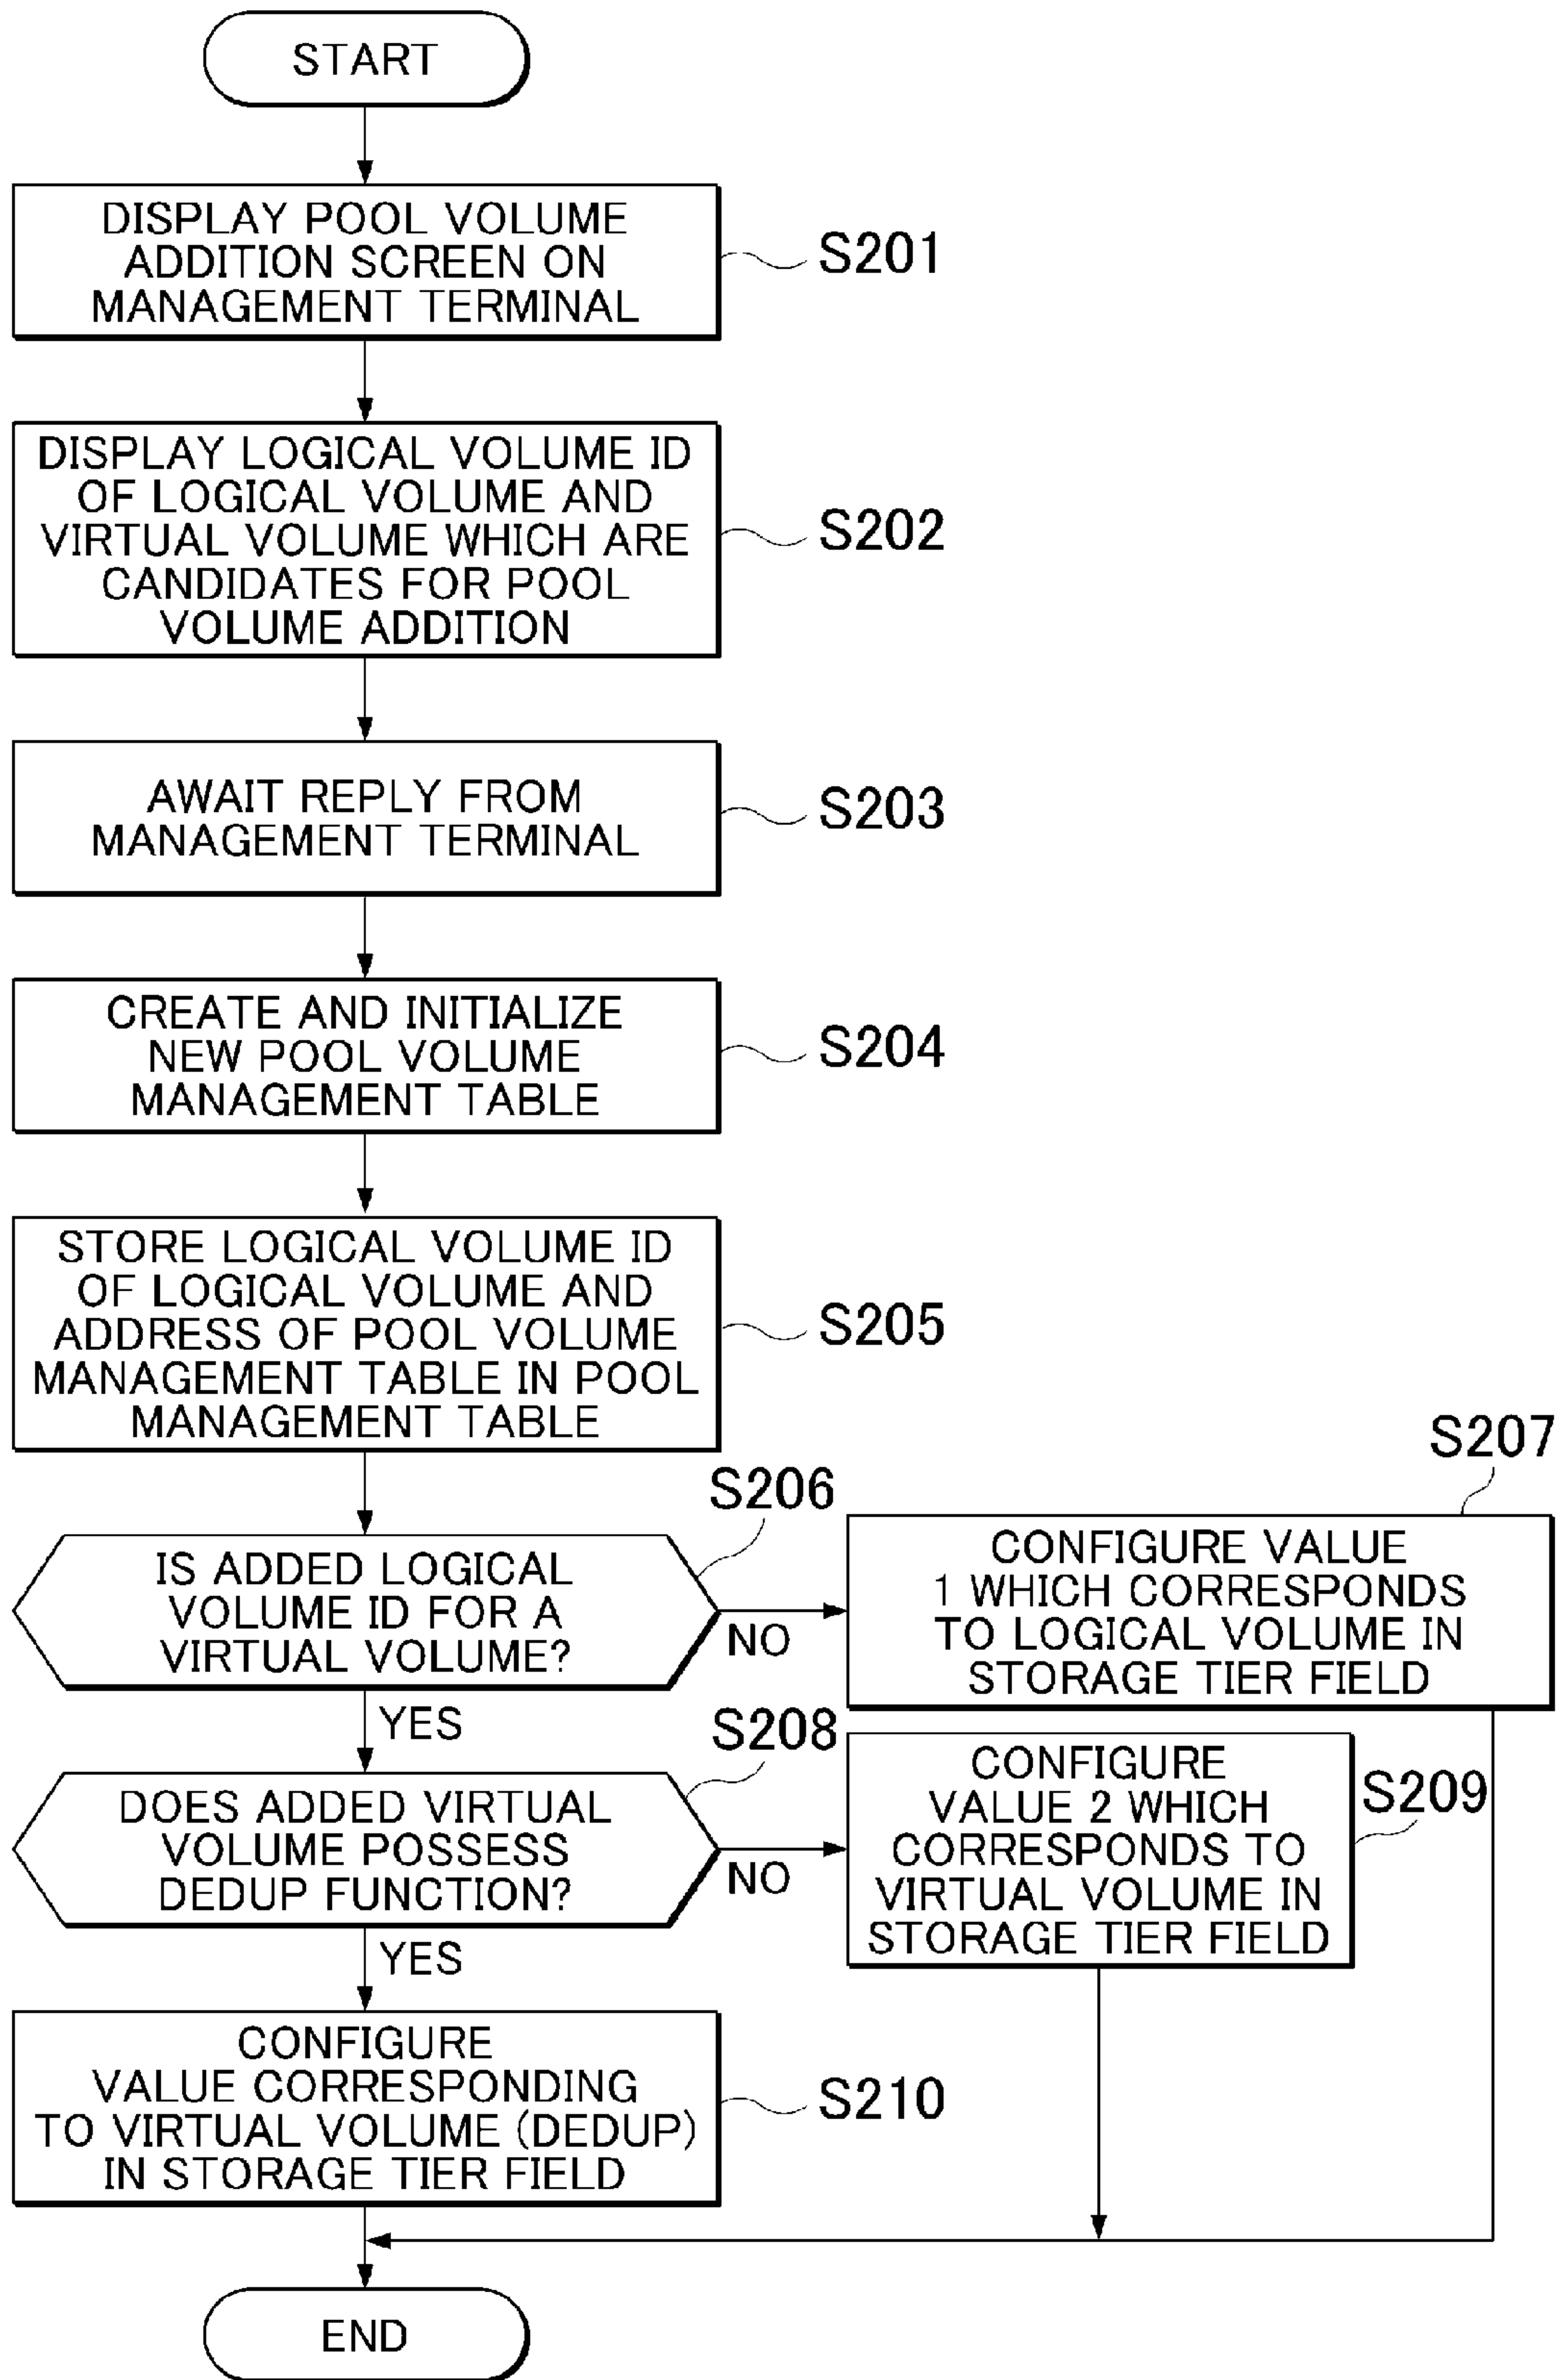 START
DISPLAY POOL VOLUME
ADDITION SCREEN ON
MANAGEMENT TERMINAL
S201
DISPLAY LOGICAL VOLUME ID
OF LOGICAL VOLUME AND
VIRTUAL VOLUME WHICH ARE
CANDIDATES FOR POOL
VOLUME ADDITION
S202
AWAIT REPLY FROM
MANAGEMENT TERMINAL
S203
CREATE AND INITIALIZE
NEW POOL VOLUME
MANAGEMENT TABLE
S204
STORE LOGICAL VOLUME ID
OF LOGICAL VOLUME AND
ADDRESS OF POOL VOLUME
MANAGEMENT TABLE IN POOL
MANAGEMENT TABLE
S205
S206
IS ADDED LOGICAL
VOLUME ID FOR A
VIRTUAL VOLUME?
NO
YES
S207
CONFIGURE VALUE
1 WHICH CORRESPONDS
TO LOGICAL VOLUME IN
STORAGE TIER FIELD
S208
DOES ADDED VIRTUAL
VOLUME POSSESS
DEDUP FUNCTION?
NO
YES
CONFIGURE
VALUE 2 WHICH
CORRESPONDS TO
VIRTUAL VOLUME IN
STORAGE TIER FIELD
S209
CONFIGURE
VALUE CORRESPONDING
TO VIRTUAL VOLUME (DEDUP)
IN STORAGE TIER FIELD
S210
END